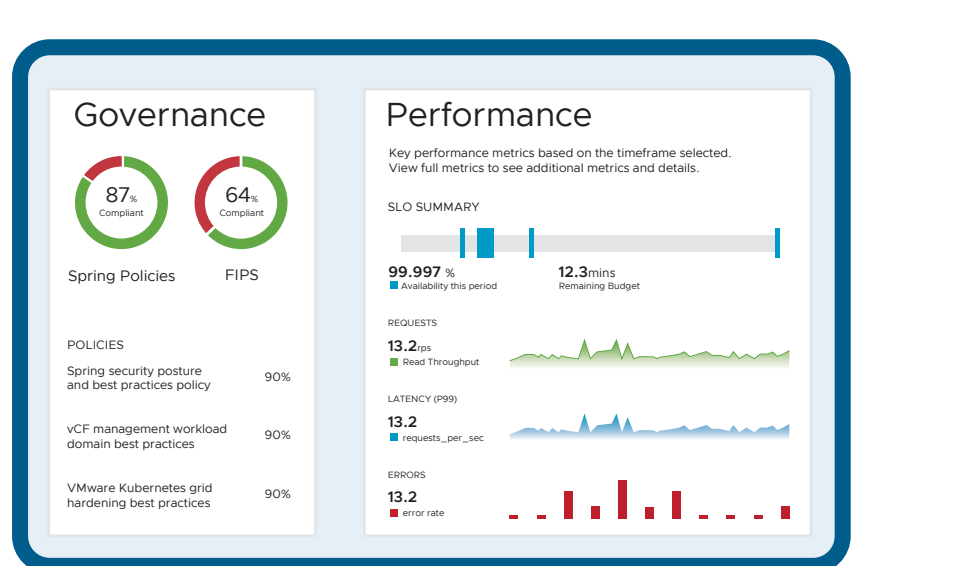 Governance
87%
Compliant
64%
Compliant
Spring Policies
FIPS
POLICIES
Spring security posture
and best practices policy
90%
vCF management workload
domain best practices
90%
VMware Kubernetes grid
hardening best practices
90%
Performance
Key performance metrics based on the timeframe selected.
View full metrics to see additional metrics and details.
SLO SUMMARY
99.997 %
Availability this period
12.3mins
Remaining Budget
REQUESTS
13.2rps
Read Throughput
LATENCY (P99)
13.2
requests_per_sec
ERRORS
13.2
error rate